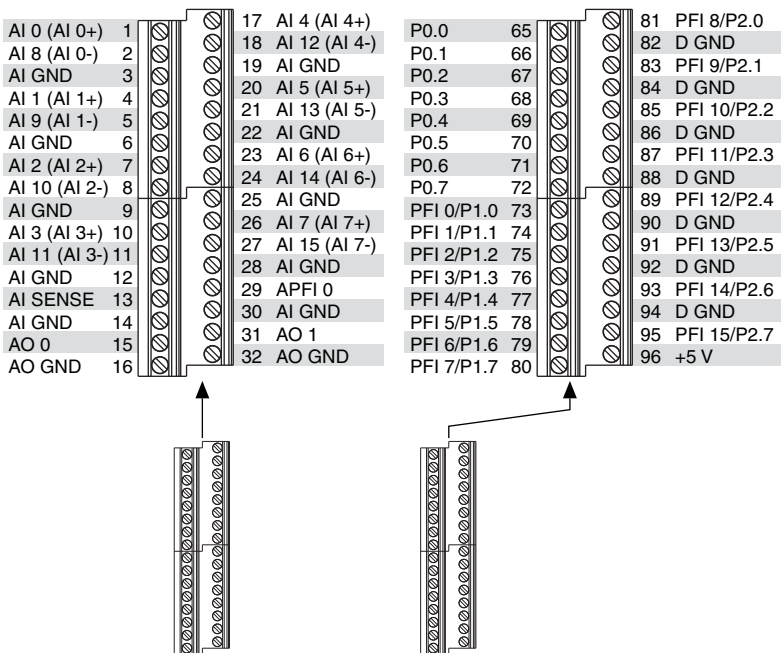 AI 0 (AI 0+) 1
AI 8 (AI 0-) 2
AI GND 3
AI 1 (AI 1+) 4
AI 9 (AI 1-) 5
AI GND 6
AI 2 (AI 2+) 7
AI 10 (AI 2-) 8
AI GND 9
AI 3 (AI 3+) 10
AI 11 (AI 3-) 11
AI GND 12
AI SENSE 13
AI GND 14
AO 0 15
AO GND 16
17 AI 4 (AI 4+)
18 AI 12 (AI 4-)
19 AI GND
20 AI 5 (AI 5+)
21 AI 13 (AI 5-)
22 AI GND
23 AI 6 (AI 6+)
24 AI 14 (AI 6-)
25 AI GND
26 AI 7 (AI 7+)
27 AI 15 (AI 7-)
28 AI GND
29 APFI 0
30 AI GND
31 AO 1
32 AO GND
P0.0 65
P0.1 66
P0.2 67
P0.3 68
P0.4 69
P0.5 70
P0.6 71
P0.7 72
PFI 0/P1.0 73
PFI 1/P1.1 74
PFI 2/P1.2 75
PFI 3/P1.3 76
PFI 4/P1.4 77
PFI 5/P1.5 78
PFI 6/P1.6 79
PFI 7/P1.7 80
81 PFI 8/P2.0
82 D GND
83 PFI 9/P2.1
84 D GND
85 PFI 10/P2.2
86 D GND
87 PFI 11/P2.3
88 D GND
89 PFI 12/P2.4
90 D GND
91 PFI 13/P2.5
92 D GND
93 PFI 14/P2.6
94 D GND
95 PFI 15/P2.7
96 +5 V